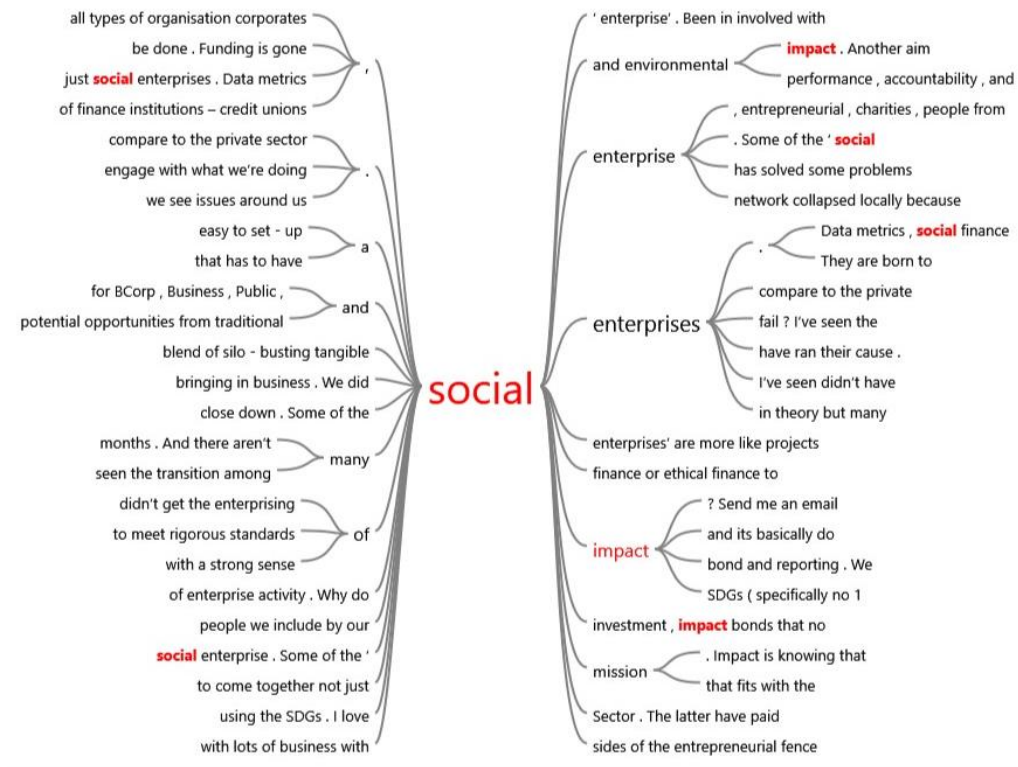 all types of organisation corporates
be done . Funding is gone
just social enterprises . Data metrics
of finance institutions – credit unions
,
compare to the private sector
engage with what we're doing
we see issues around us
.
easy to set - up
that has to have
a
for BCorp , Business , Public ,
potential opportunities from traditional
and
blend of silo - busting tangible
bringing in business . We did
close down . Some of the
months . And there aren't
seen the transition among
many
didn't get the enterprising
to meet rigorous standards
with a strong sense
of
of enterprise activity . Why do
people we include by our
social enterprise . Some of the '
to come together not just
using the SDGs . I love
with lots of business with
social
' enterprise' . Been in involved with
and environmental
impact . Another aim
performance , accountability , and
enterprise
, entrepreneurial , charities , people from
. Some of the ' social
has solved some problems
network collapsed locally because
enterprises
.
Data metrics , social finance
They are born to
compare to the private
fail ? I've seen the
have ran their cause .
I've seen didn't have
in theory but many
enterprises' are more like projects
finance or ethical finance to
impact
? Send me an email
and its basically do
bond and reporting . We
SDGs ( specifically no 1
investment , impact bonds that no
mission
. Impact is knowing that
that fits with the
Sector . The latter have paid
sides of the entrepreneurial fence